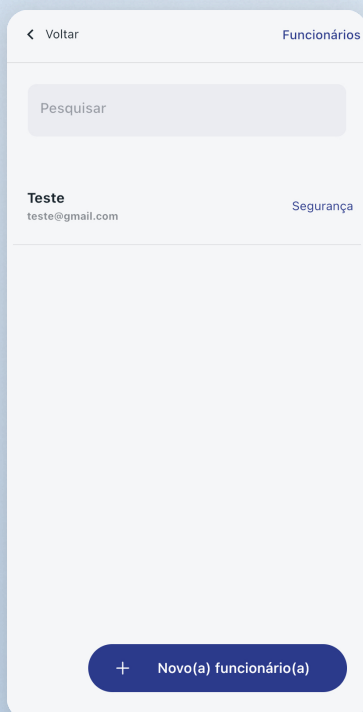 Voltar
Funcionários
Pesquisar
Teste
teste@gmail.com
Segurança
Novo(a) funcionário(a)